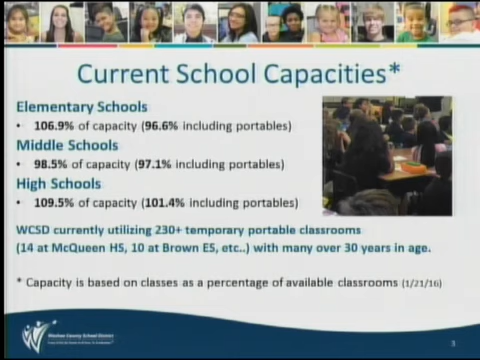 Current School Capacities*
Elementary Schools
• 106.9% of capacity (96.6% including portables)
Middle Schools
• 98.5% of capacity (97.1% including portables)
High Schools
• 109.5% of capacity (101.4% including portables)
WCSD currently utilizing 230+ temporary portable classrooms
(14 at McQueen HS, 10 at Brown ES, etc..) with many over 30 years in age.
* Capacity is based on classes as a percentage of available classrooms (1/21/16)
Washoe County School District
3